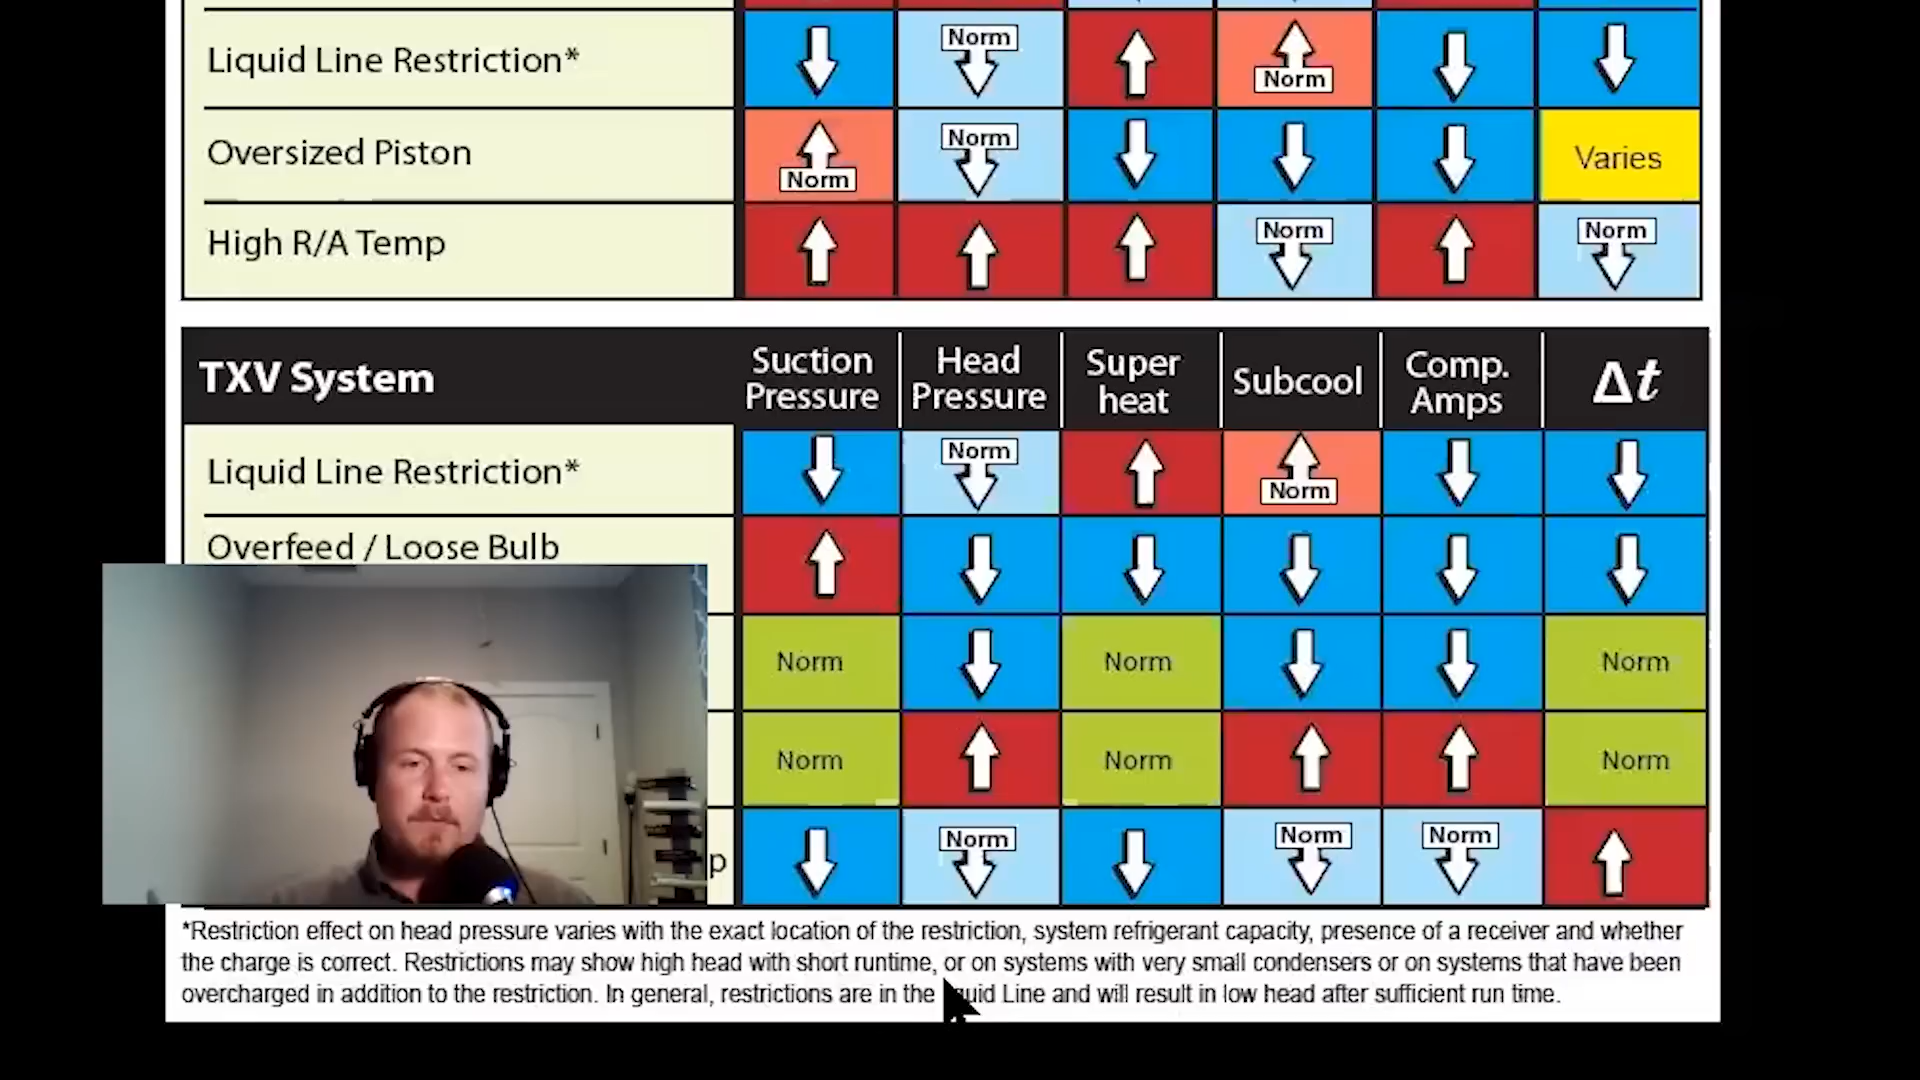 Liquid Line Restriction* Norm Norm
Oversized Piston Norm Norm Varies
High R/A Temp Norm Norm
TXV System Suction Pressure Head Pressure Super heat Subcool Comp. Amps Δt
Liquid Line Restriction* Norm Norm
Overfeed / Loose Bulb
Norm Norm Norm
Norm Norm Norm
p Norm Norm Norm
*Restriction effect on head pressure varies with the exact location of the restriction, system refrigerant capacity, presence of a receiver and whether
the charge is correct. Restrictions may show high head with short runtime, or on systems with very small condensers or on systems that have been
overcharged in addition to the restriction. In general, restrictions are in the quid Line and will result in low head after sufficient run time.